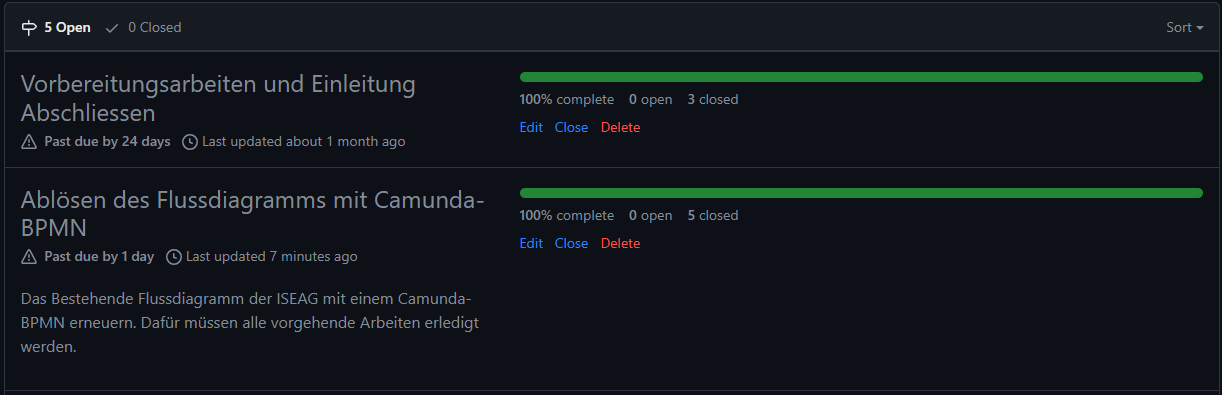 5 Open 0 Closed Sort
Vorbereitungsarbeiten und Einleitung
Abschliessen
Past due by 24 days Last updated about 1 month ago
100% complete 0 open 3 closed
Edit Close Delete
Ablösen des Flussdiagramms mit Camunda-
BPMN
Past due by 1 day Last updated 7 minutes ago
Das Bestehende Flussdiagramm der ISEAG mit einem Camunda-
BPMN erneuern. Dafür müssen alle vorgehende Arbeiten erledigt
werden.
100% complete 0 open 5 closed
Edit Close Delete